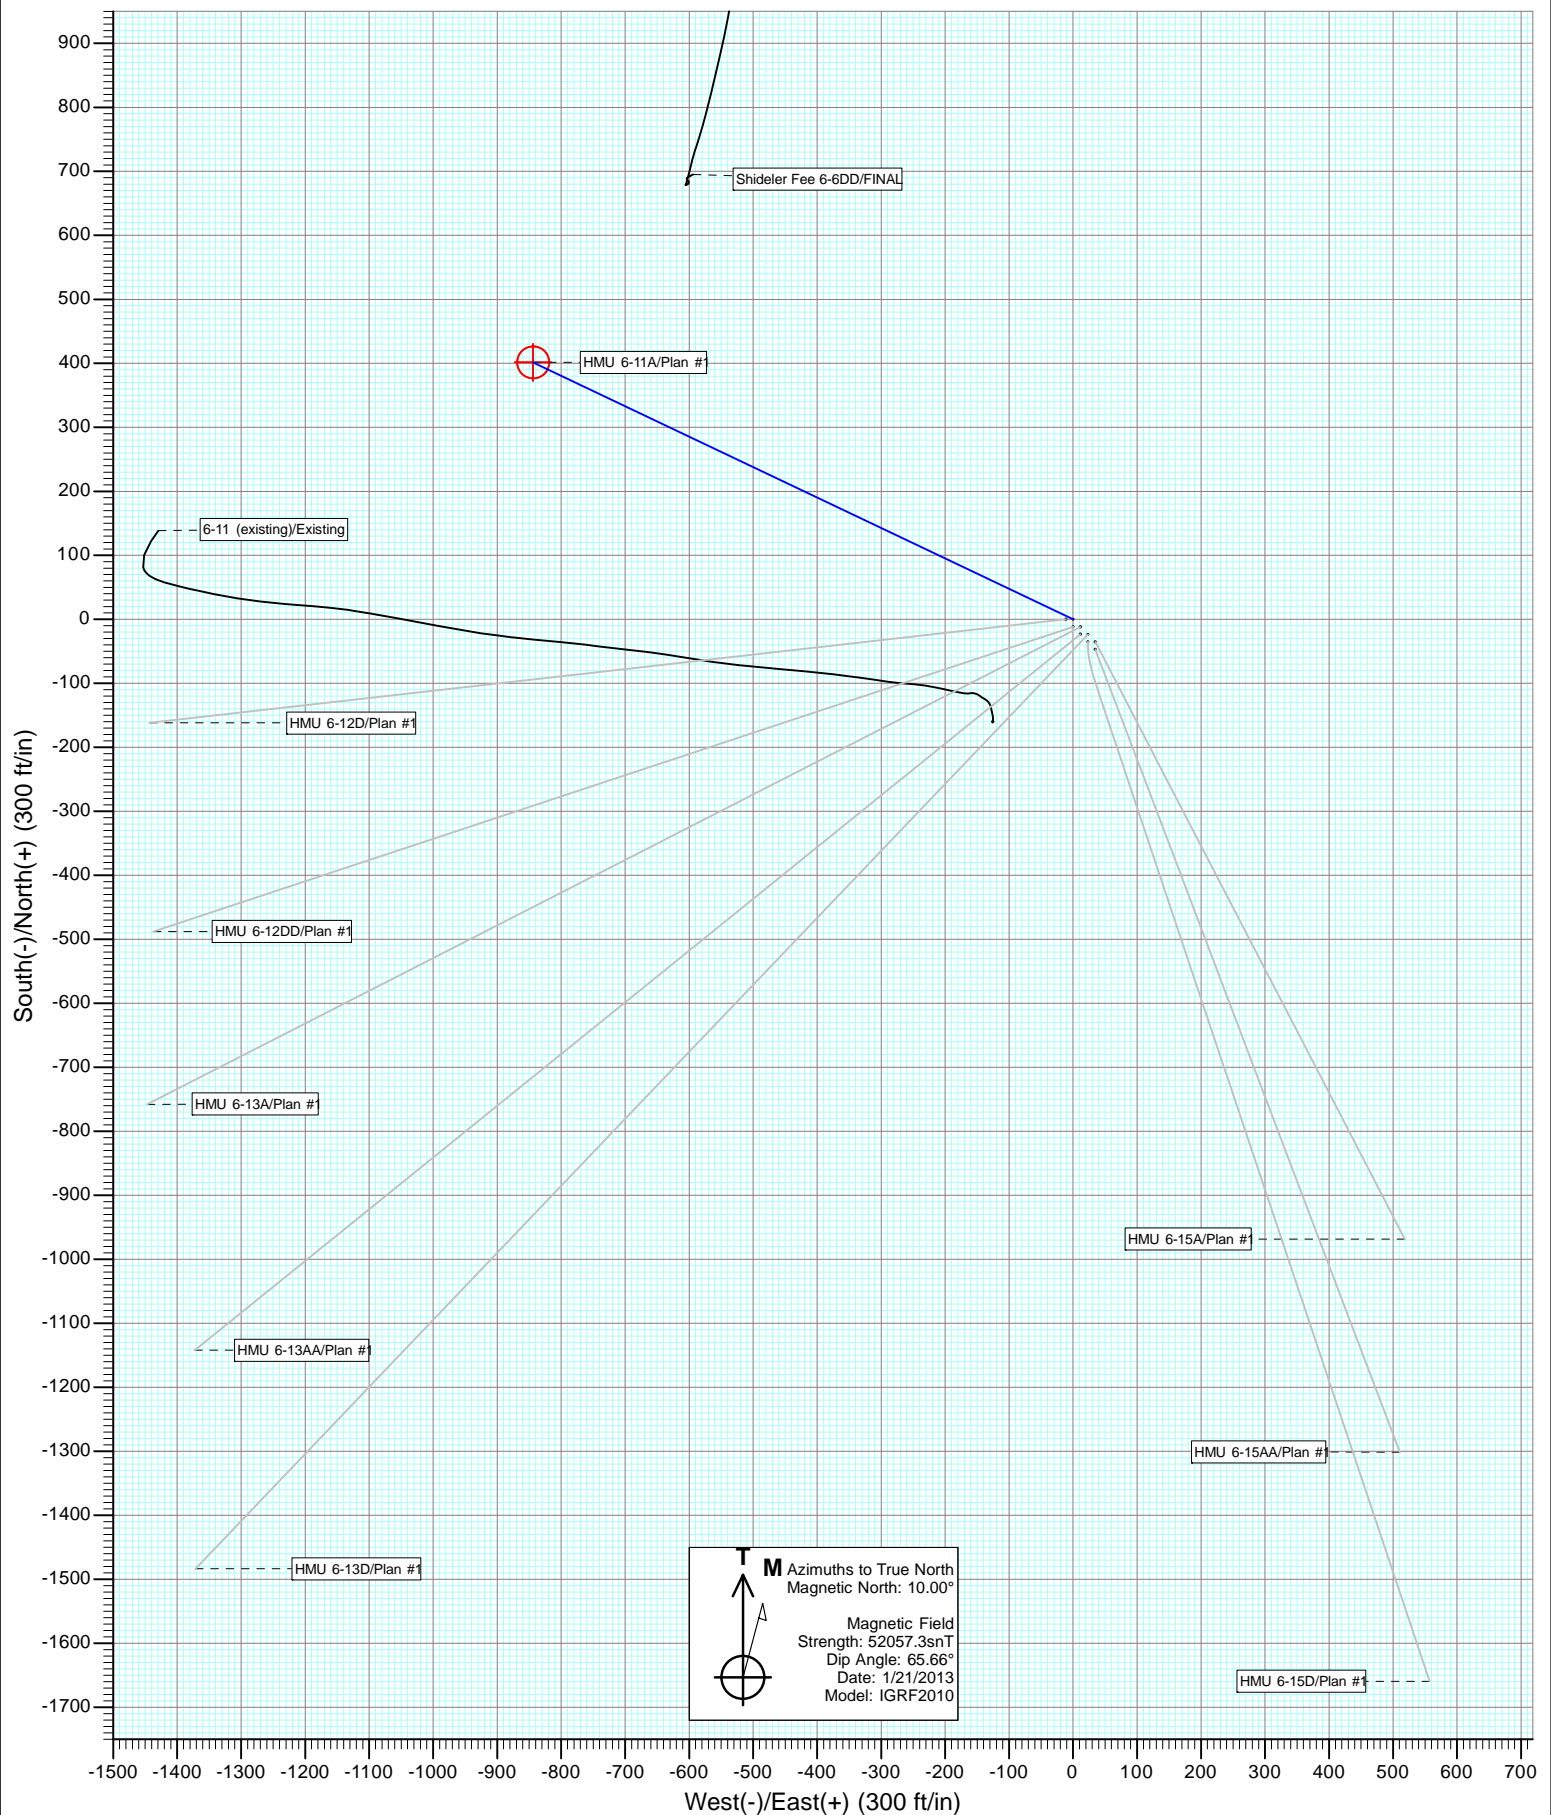 900
800
700
600
500
400
300
200
100
0
-100
-200
-300
-400
-500
-600
-700
-800
-900
-1000
-1100
-1200
-1300
-1400
-1500
-1600
-1700
South(-)/North(+) (300 ft/in)
Shideler Fee 6-6DD/FINAL
HMU 6-11A/Plan #1
6-11 (existing)/Existing
HMU 6-12D/Plan #1
HMU 6-12DD/Plan #1
HMU 6-13A/Plan #1
HMU 6-15A/Plan #1
HMU 6-13AA/Plan #1
HMU 6-15AA/Plan #1
HMU 6-13D/Plan #1
HMU 6-15D/Plan #1
T
M
Azimuths to True North
Magnetic North: 10.00°
Magnetic Field
Strength: 52057.3snT
Dip Angle: 65.66°
Date: 1/21/2013
Model: IGRF2010
-1500 -1400 -1300 -1200 -1100 -1000 -900 -800 -700 -600 -500 -400 -300 -200 -100 0 100 200 300 400 500 600 700
West(-)/East(+) (300 ft/in)